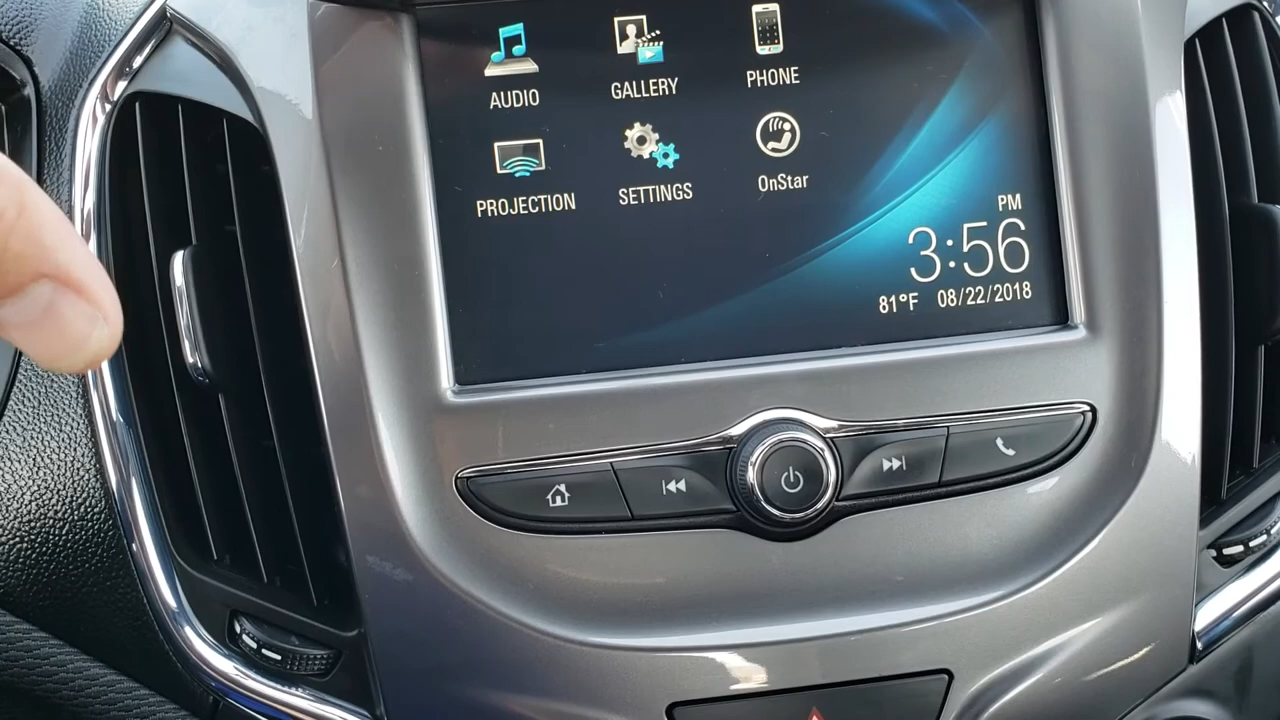 AUDIO
GALLERY
PHONE
PROJECTION
SETTINGS
OnStar
PM
3:56
81°F 08/22/2018